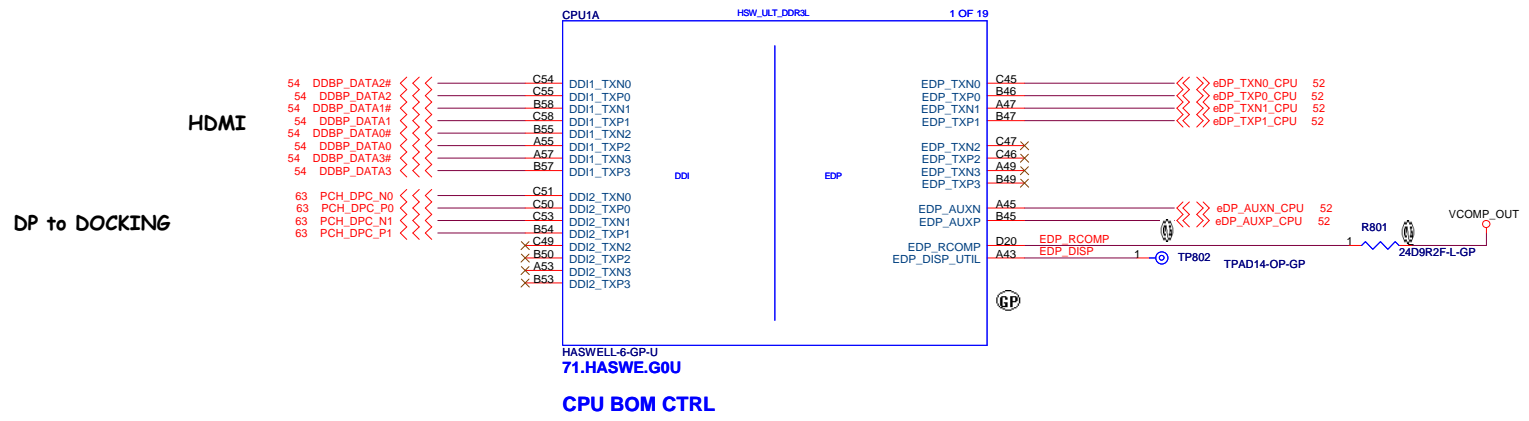 CPU1A HSW_ULT_DDR3L 1 OF 19
54 DDBP_DATA2# C54 DDI1_TXN0 EDP_TXN0 C45 eDP_TXN0_CPU 52
54 DDBP_DATA2 C55 DDI1_TXP0 EDP_TXP0 B46 eDP_TXP0_CPU 52
54 DDBP_DATA1# B58 DDI1_TXN1 EDP_TXN1 A47 eDP_TXN1_CPU 52
54 DDBP_DATA1 C58 DDI1_TXP1 EDP_TXP1 B47 eDP_TXP1_CPU 52
HDMI
54 DDBP_DATA0# B55 DDI1_TXN2
54 DDBP_DATA0 A55 DDI1_TXP2 EDP_TXN2 C47
54 DDBP_DATA3# A57 DDI1_TXN3 EDP_TXP2 C46
54 DDBP_DATA3 B57 DDI1_TXP3 EDP_TXN3 A49
DDI EDP
EDP_TXP3 B49
63 PCH_DPC_N0 C51 DDI2_TXN0
63 PCH_DPC_P0 C50 DDI2_TXP0 EDP_AUXN A45 eDP_AUXN_CPU 52
63 PCH_DPC_N1 C53 DDI2_TXN1 EDP_AUXP B45 eDP_AUXP_CPU 52 VCOMP_OUT
DP to DOCKING
63 PCH_DPC_P1 B54 DDI2_TXP1 R801
C49 DDI2_TXN2 EDP_RCOMP D20 EDP_RCOMP 1 24D9R2F-L-GP
B50 DDI2_TXP2 EDP_DISP_UTIL A43 EDP_DISP 1 TP802 TPAD14-OP-GP
A53 DDI2_TXN3
B53 DDI2_TXP3
GP
HASWELL-6-GP-U
71.HASWE.G0U
CPU BOM CTRL